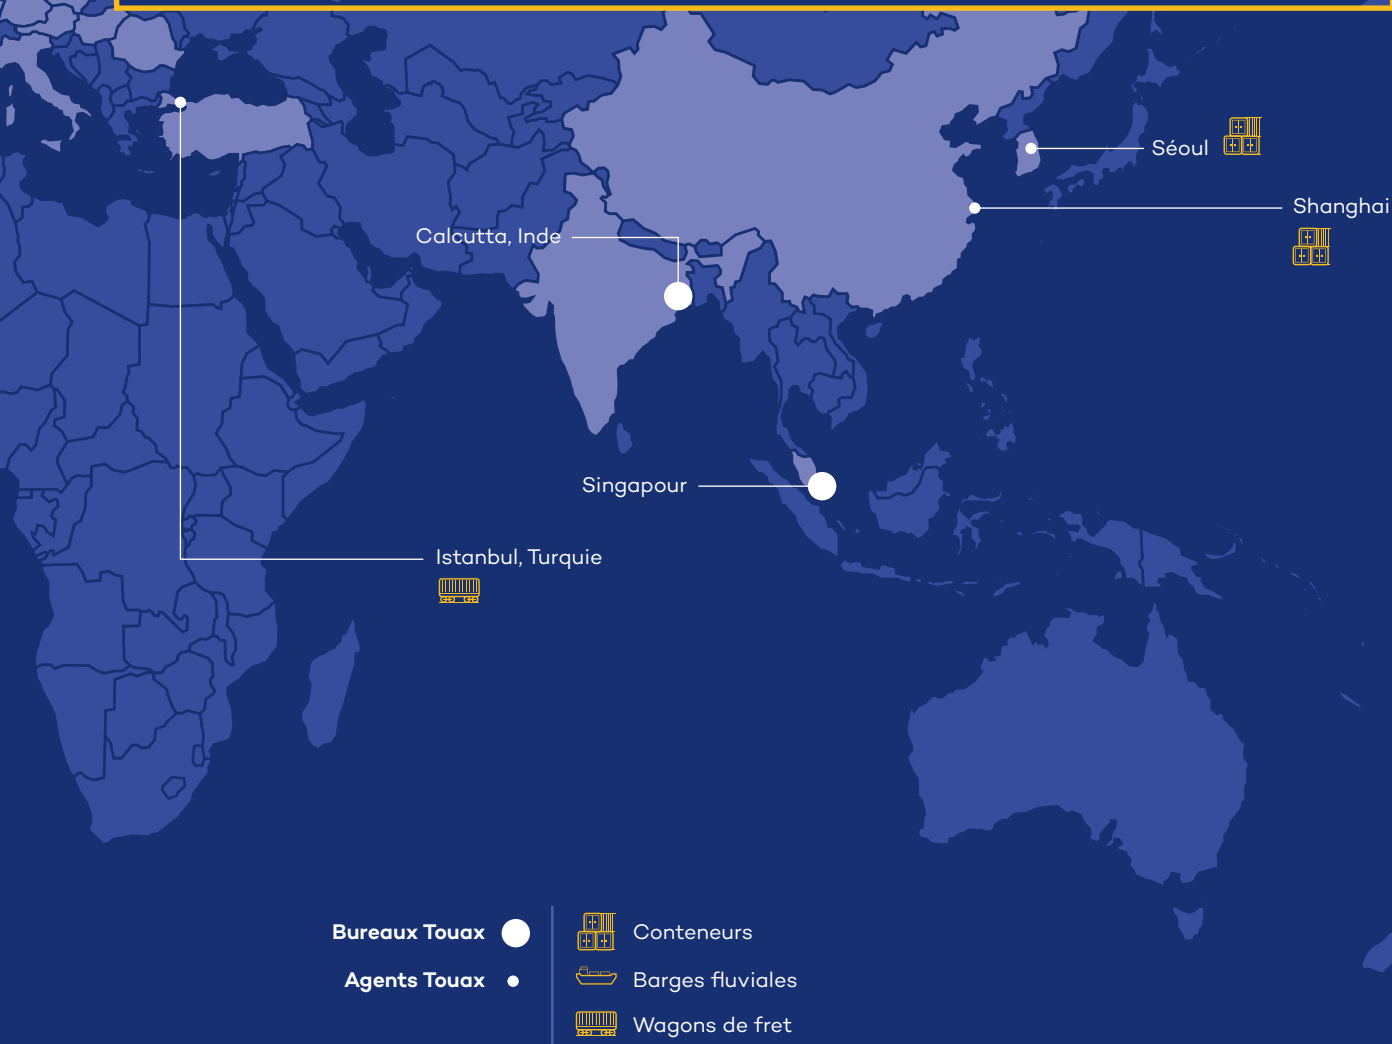 Séoul
Shanghai
Calcutta, Inde
Singapour
Istanbul, Turquie
Bureaux Touax
Agents Touax
Conteneurs
Barges fluviales
Wagons de fret